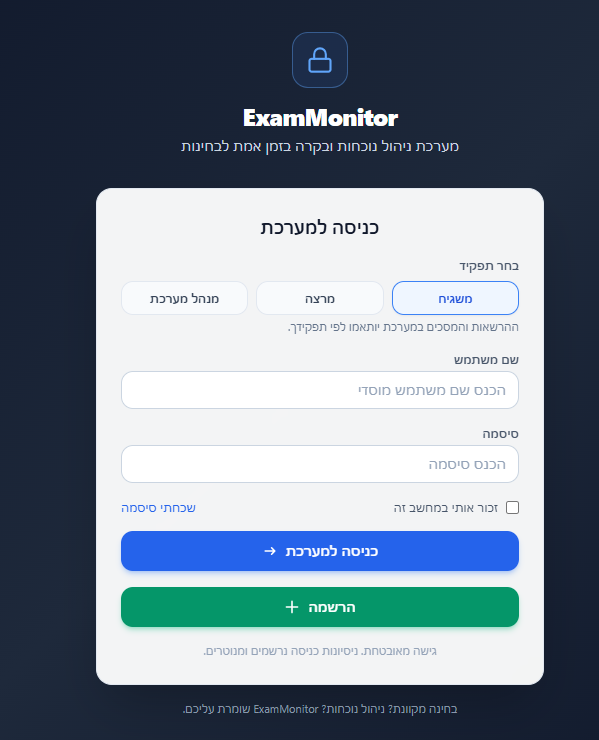 ExamMonitor
מערכת ניהול נוכחות ובקרה בזמן אמת לבחינות
כניסה למערכת
בחר תפקיד
משגיח
מרצה
מנהל מערכת
ההרשאות והמסכים במערכת יותאמו לפי תפקידך.
שם משתמש
הכנס שם משתמש מוסדי
סיסמה
הכנס סיסמה
זכור אותי במחשב זה
שכחתי סיסמה
כניסה למערכת →
הרשמה +
גישה מאובטחת. ניסיונות כניסה נרשמים ומנוטרים.
בחינה מקוונת? ניהול נוכחות? ExamMonitor שומרת עליכם.